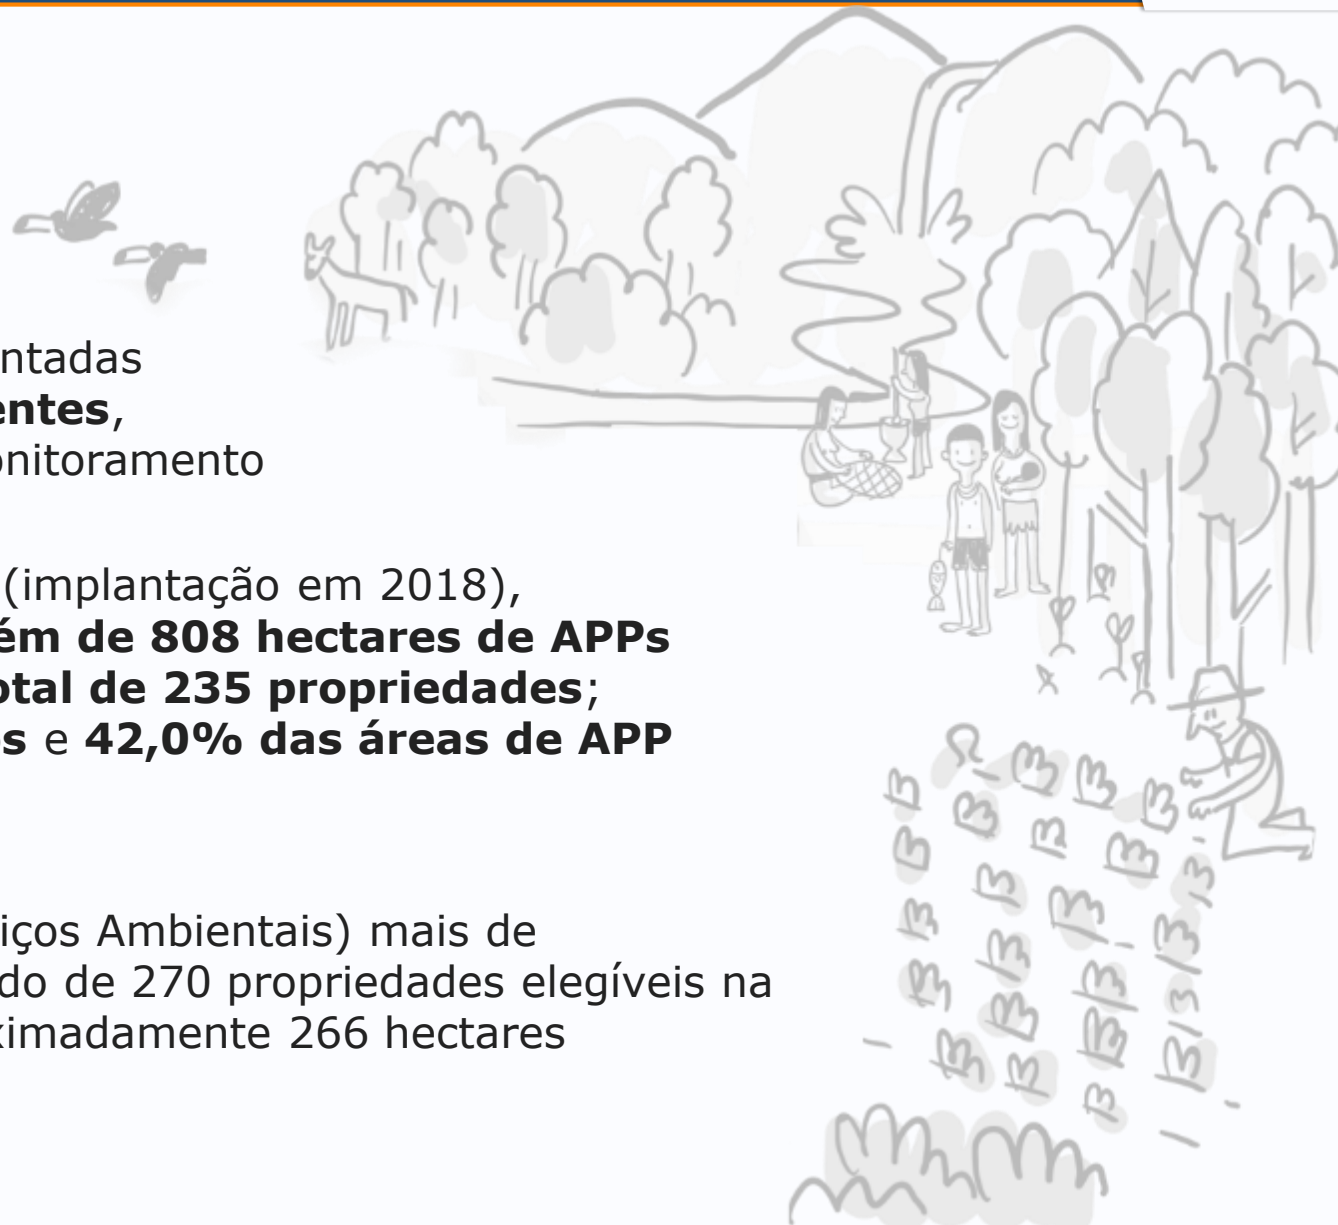 ntadas
entes,
onitoramento
(implantação em 2018),
ém de 808 hectares de APPs
otal de 235 propriedades;
s e 42,0% das áreas de APP
iços Ambientais) mais de
do de 270 propriedades elegíveis na
ximadamente 266 hectares